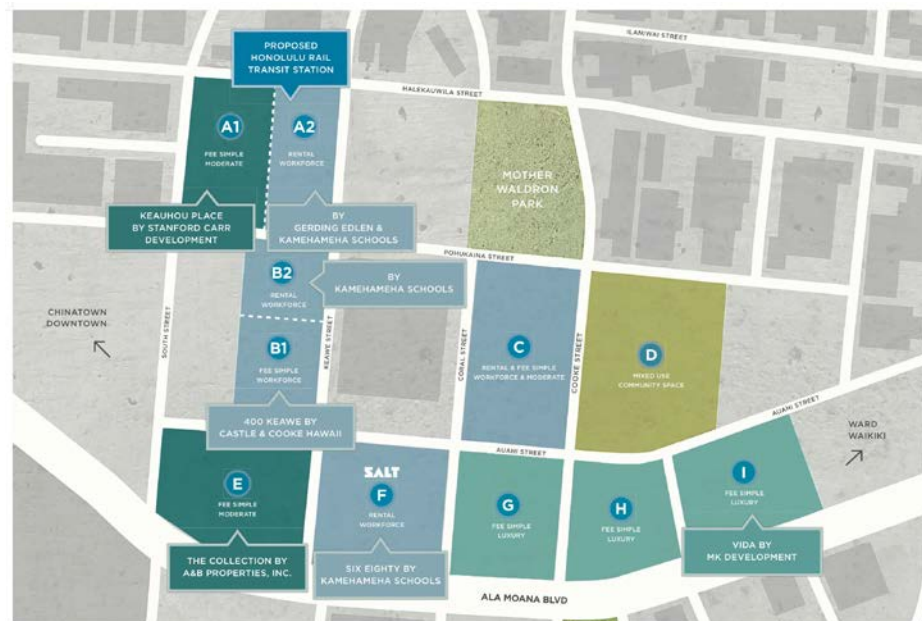 ILANIWAI STREET
PROPOSED
HONOLULU RAIL
TRANSIT STATION
HALEKAUWILA STREET
A1
FEE SIMPLE
MODERATE
A2
RENTAL
WORKFORCE
MOTHER
WALDRON
PARK
KEAUHOU PLACE
BY STANFORD CARR
DEVELOPMENT
BY
GERDING EDLEN &
KAMEHAMEHA SCHOOLS
POHUKAINA STREET
B2
RENTAL
WORKFORCE
BY
KAMEHAMEHA SCHOOLS
CHINATOWN
DOWNTOWN
SOUTH STREET
KEAWE STREET
B1
FEE SIMPLE
WORKFORCE
CORAL STREET
C
RENTAL & FEE SIMPLE
WORKFORCE & MODERATE
COOKE STREET
D
MIXED USE
COMMUNITY SPACE
AUAHI STREET
400 KEAWE BY
CASTLE & COOKE HAWAII
WARD
WAIKIKI
AUAHI STREET
E
FEE SIMPLE
MODERATE
SALT
F
RENTAL
WORKFORCE
G
FEE SIMPLE
LUXURY
H
FEE SIMPLE
LUXURY
I
FEE SIMPLE
LUXURY
THE COLLECTION BY
A&B PROPERTIES, INC.
SIX EIGHTY BY
KAMEHAMEHA SCHOOLS
VIDA BY
MK DEVELOPMENT
ALA MOANA BLVD